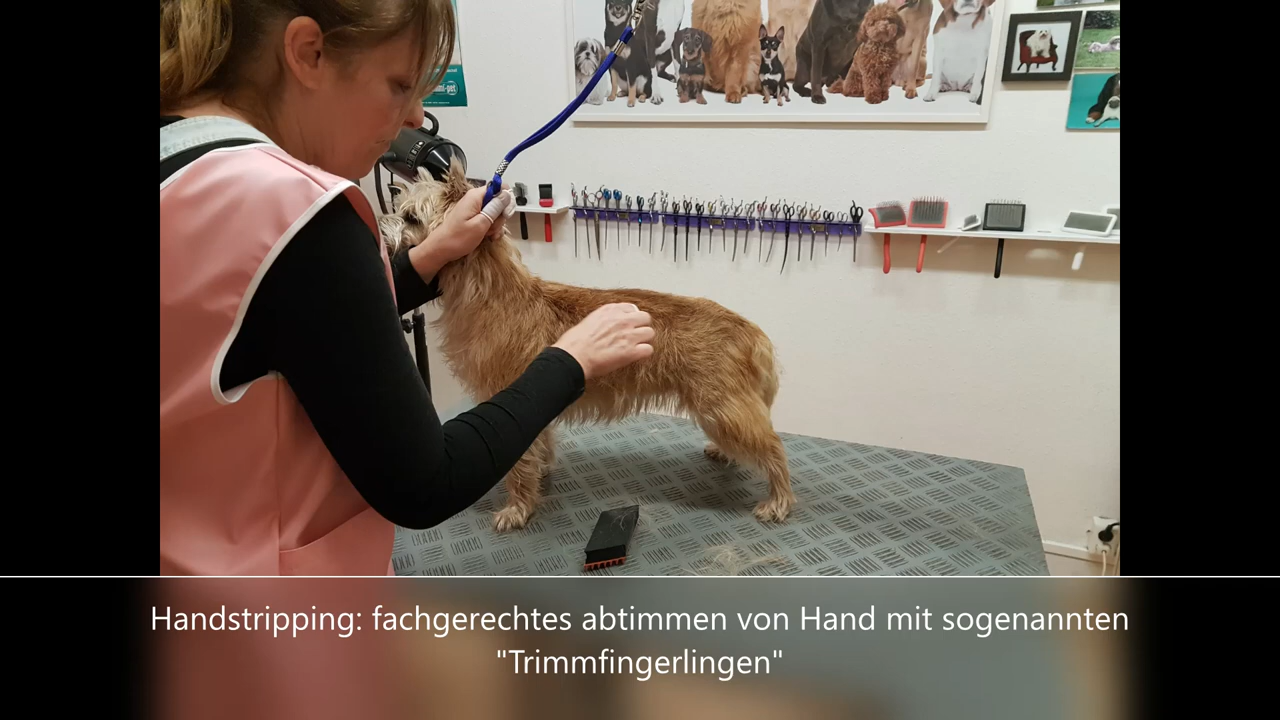 Handstripping: fachgerechtes abtimmen von Hand mit sogenannten
"Trimmfingerlingen"